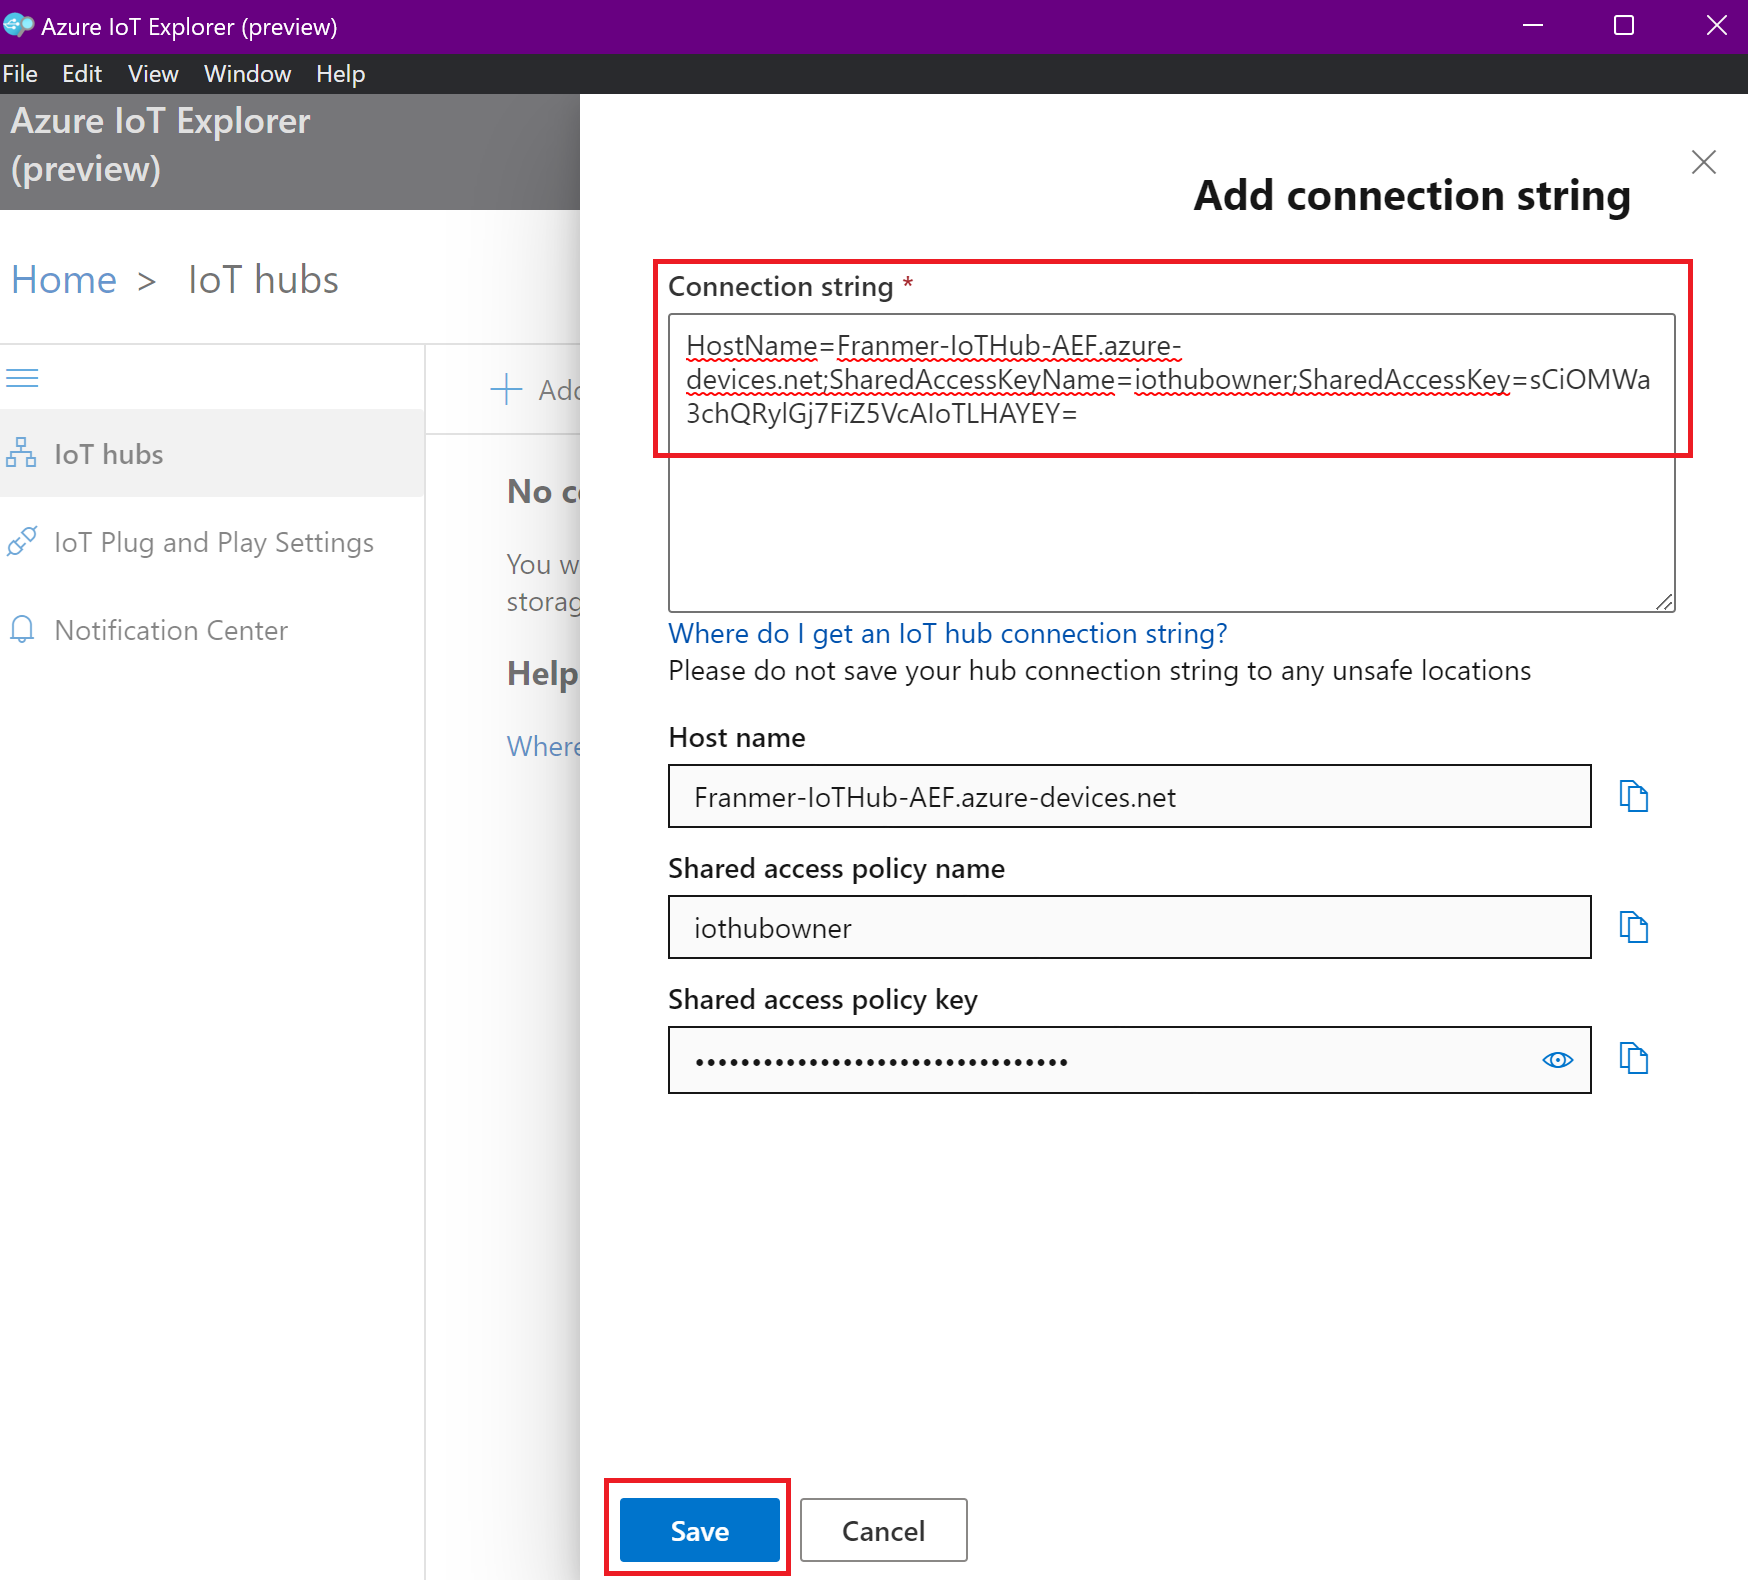 Azure IoT Explorer (preview)
File Edit View Window Help
Azure IoT Explorer
(preview)
Home > IoT hubs
IoT hubs
IoT Plug and Play Settings
Notification Center
Add
No
You
storag
Help
Where
Add connection string
Connection string *
HostName=Franmer-IoTHub-AEF.azure-
devices.net;SharedAccessKeyName=iothubowner;SharedAccessKey=sCiOMWa
3chQRylGj7FiZ5VcAIoTLHAYEY=
Where do I get an IoT hub connection string?
Please do not save your hub connection string to any unsafe locations
Host name
Franmer-IoTHub-AEF.azure-devices.net
Shared access policy name
iothubowner
Shared access policy key
•••••••••••••••••••••••••••••••••
Save
Cancel